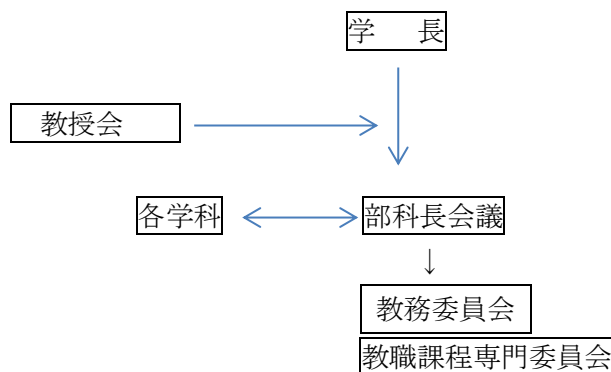 学　　長
教授会
各学科
部科長会議
↓
教務委員会
教職課程専門委員会